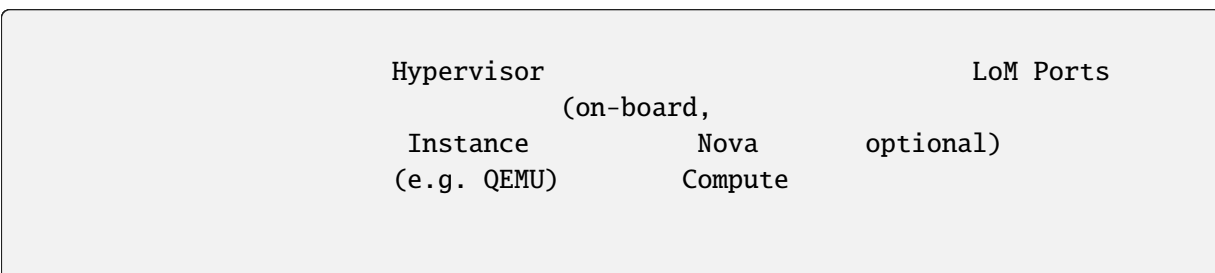 Hypervisor LoM Ports
(on-board,
Instance Nova optional)
(e.g. QEMU) Compute